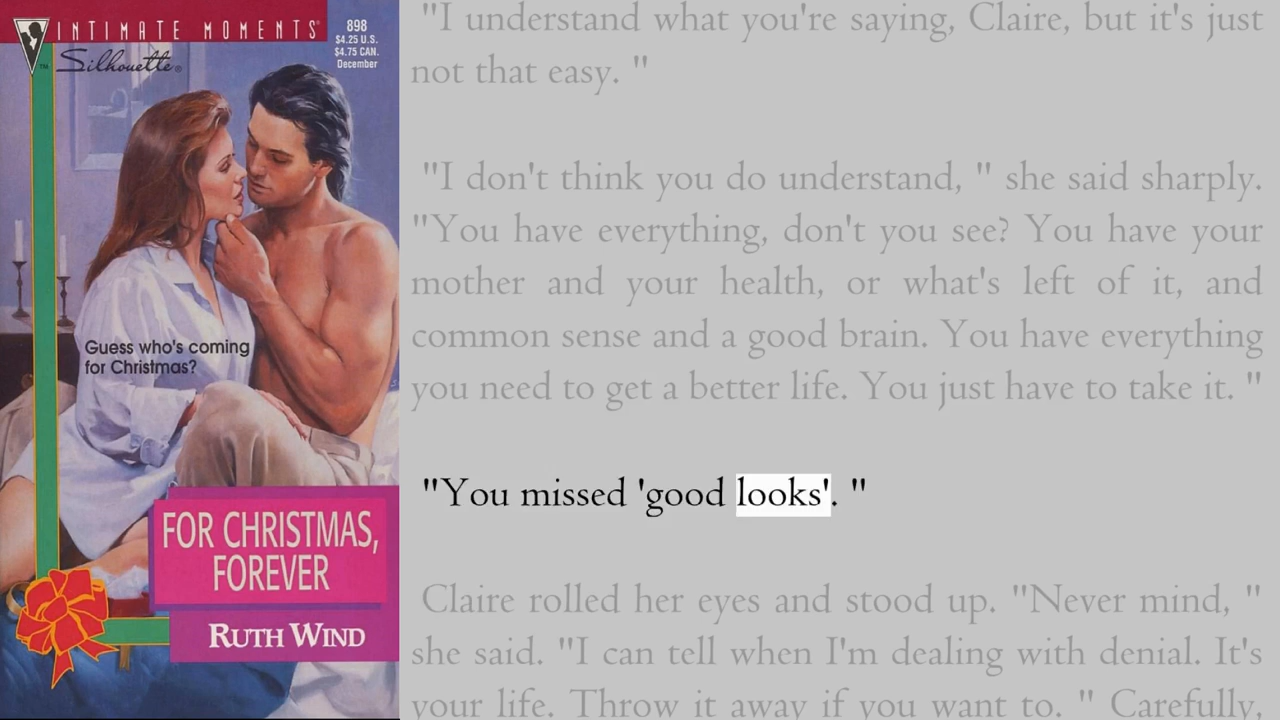 INTIMATE MOMENTS®
Silhouette®
™
898
$4.25 U.S.
$4.75 CAN.
December
Guess who's coming
for Christmas?
FOR CHRISTMAS,
FOREVER
RUTH WIND
"I understand what you're saying, Claire, but it's just
not that easy. "
"I don't think you do understand, " she said sharply.
"You have everything, don't you see? You have your
mother and your health, or what's left of it, and
common sense and a good brain. You have everything
you need to get a better life. You just have to take it. "
"You missed 'good looks'. "
Claire rolled her eyes and stood up. "Never mind, "
she said. "I can tell when I'm dealing with denial. It's
your life. Throw it away if you want to. " Carefully,